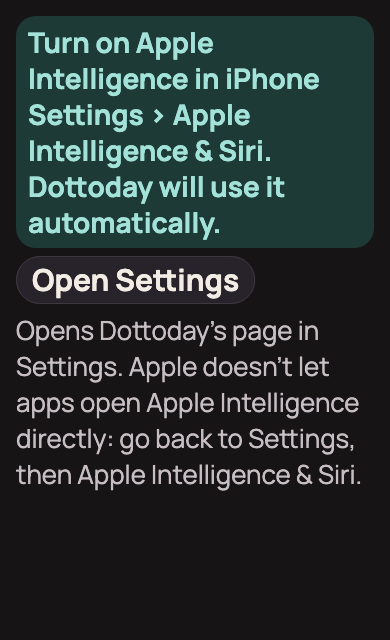 Turn on Apple
Intelligence in iPhone
Settings > Apple
Intelligence & Siri.
Dottoday will use it
automatically.
Open Settings
Opens Dottoday’s page in
Settings. Apple doesn’t let
apps open Apple Intelligence
directly: go back to Settings,
then Apple Intelligence & Siri.